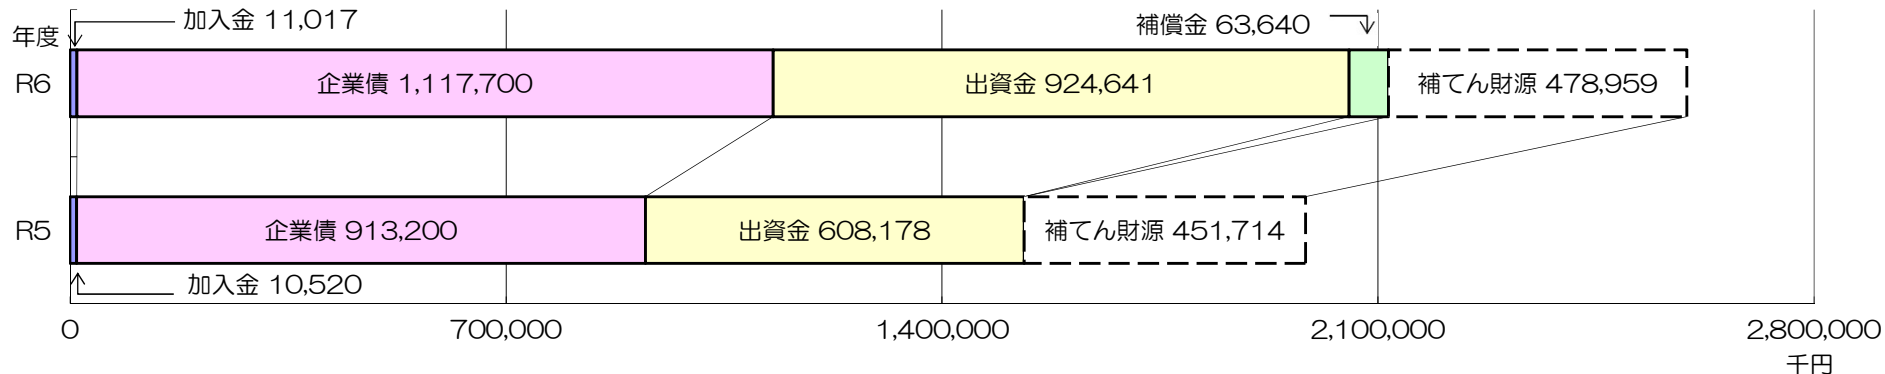 加入金 11,017
補償金 63,640
年度
R6
企業債 1,117,700
出資金 924,641
補てん財源 478,959
R5
企業債 913,200
出資金 608,178
補てん財源 451,714
加入金 10,520
0
700,000
1,400,000
2,100,000
2,800,000
千円